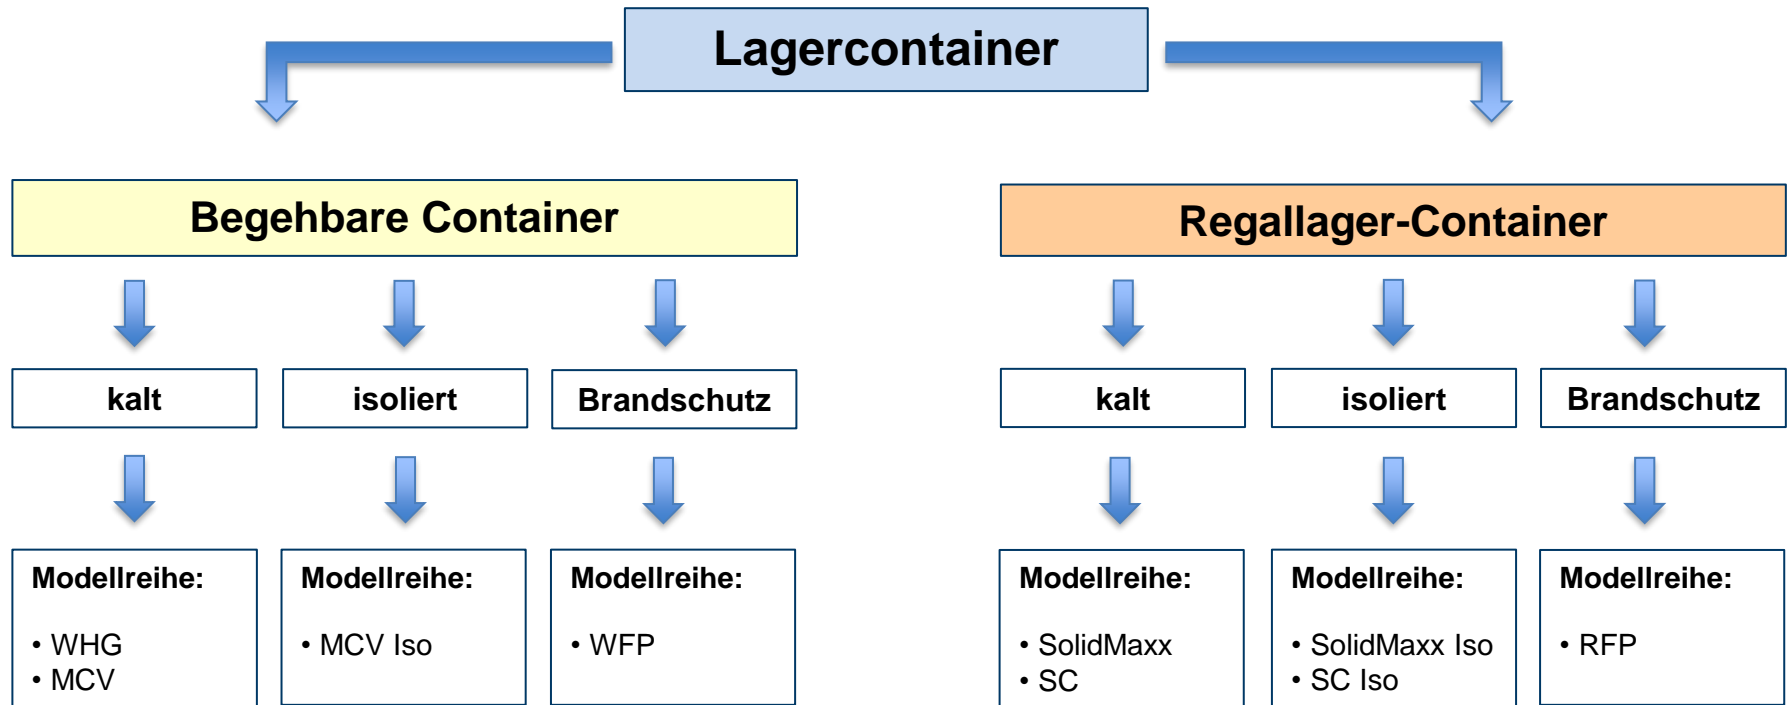 Lagercontainer
Begehbare Container
Regallager-Container
kalt
isoliert
Brandschutz
kalt
isoliert
Brandschutz
Modellreihe:
• WHG
• MCV
Modellreihe:
• MCV Iso
Modellreihe:
• WFP
Modellreihe:
• SolidMaxx
• SC
Modellreihe:
• SolidMaxx Iso
• SC Iso
Modellreihe:
• RFP